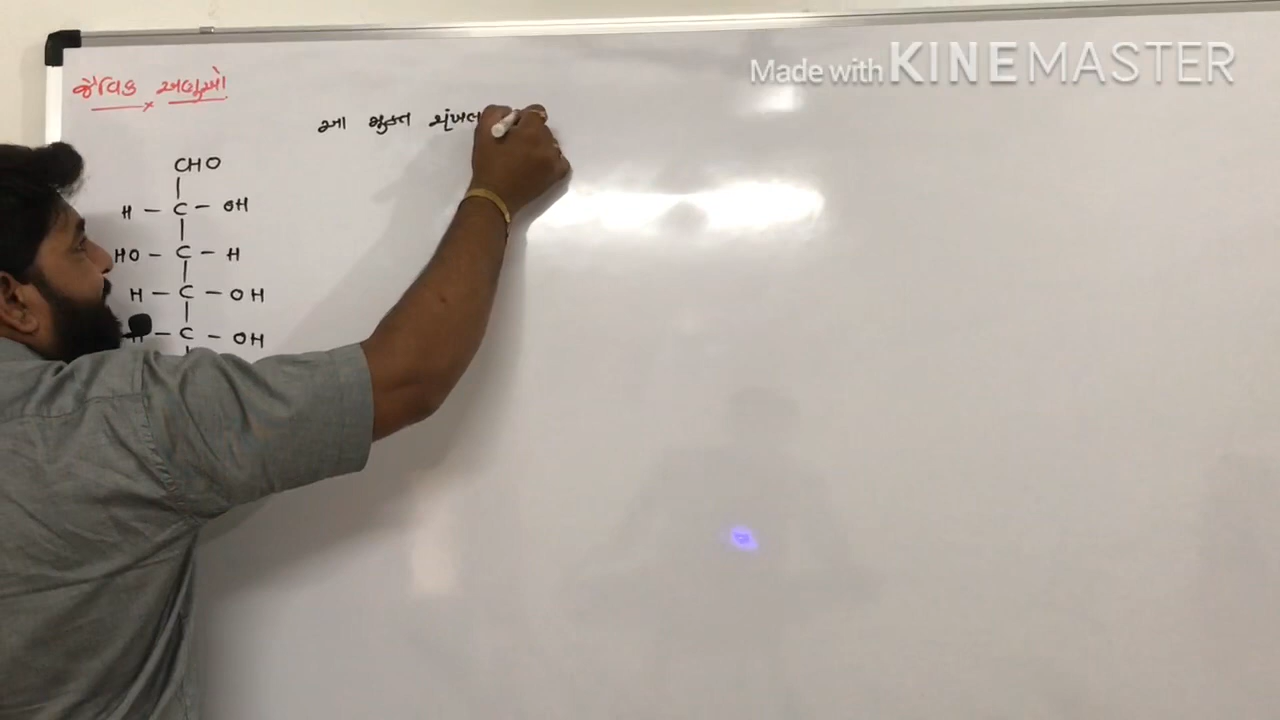 Made with KINEMASTER
જૈવિક અણુઓ
આ મુક્ત શૃંખલ
CHO
H – C – OH
HO – C – H
H – C – OH
H – C – OH